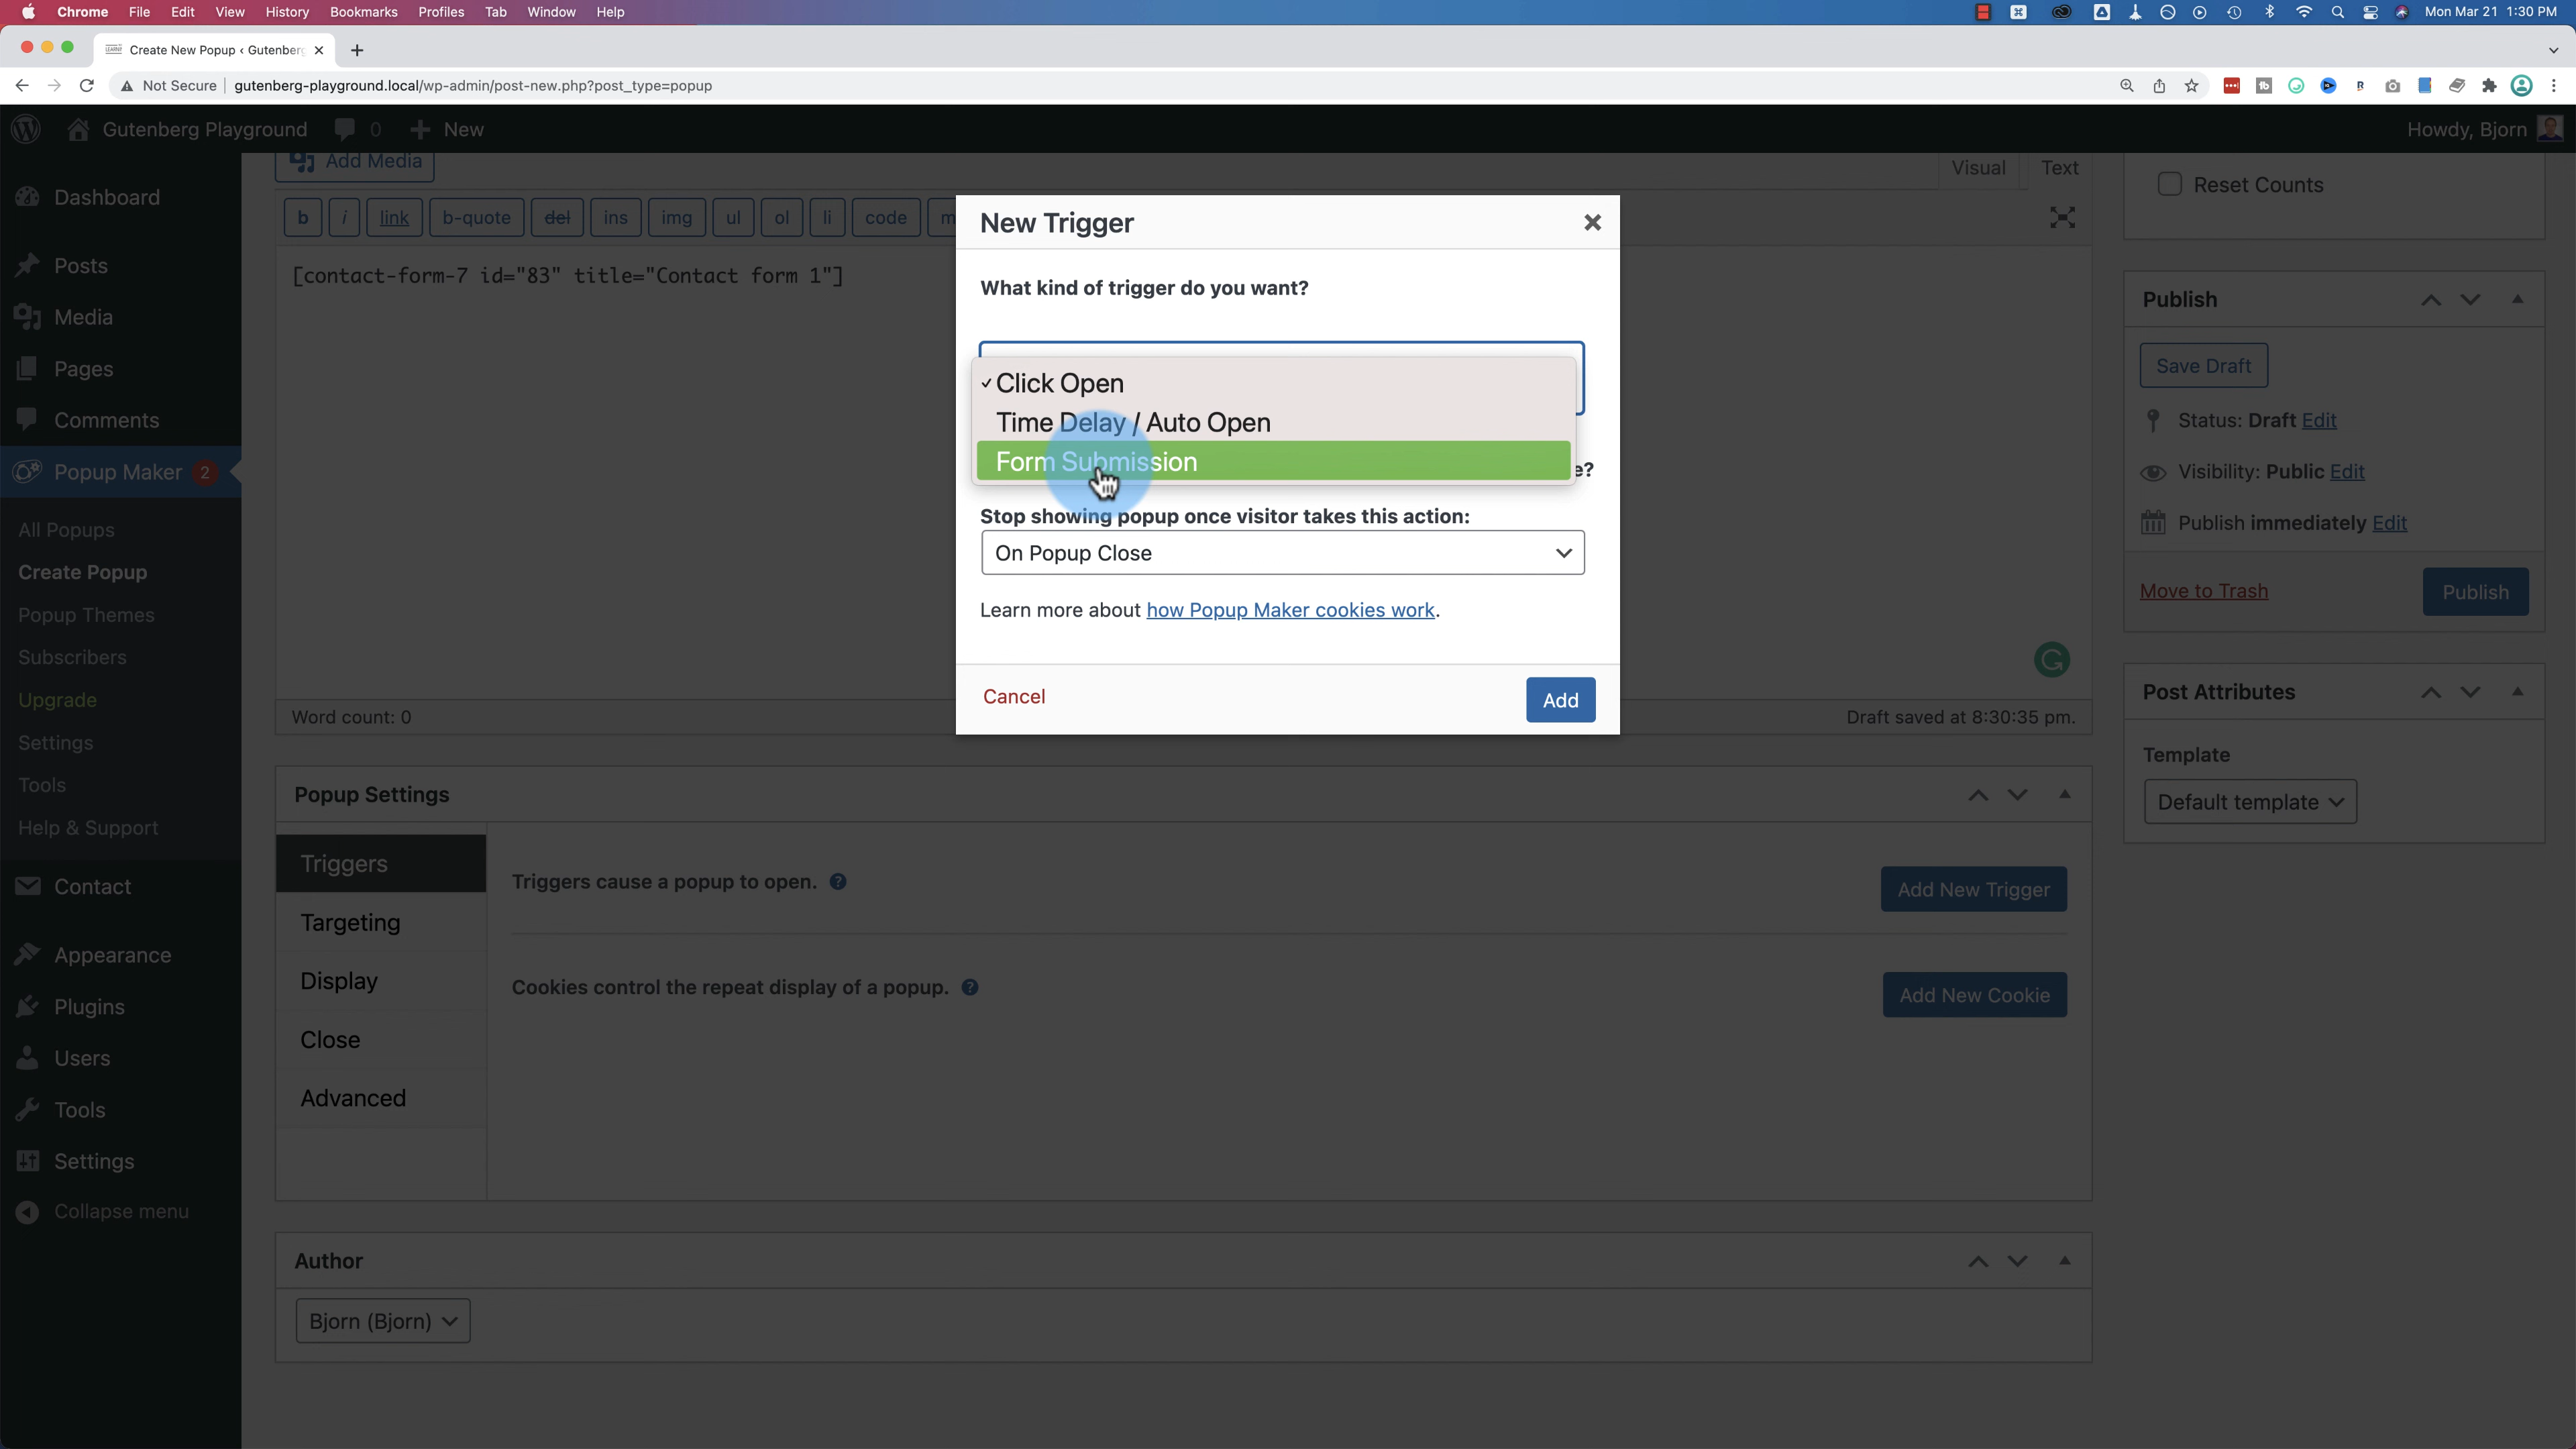 Chrome File Edit View History Bookmarks Profiles Tab Window Help Mon Mar 21 1:30 PM
Create New Popup ‹ Gutenberg
Not Secure gutenberg-playground.local/wp-admin/post-new.php?post_type=popup
Gutenberg Playground 0 New Howdy, Bjorn
Dashboard
Posts
Media
Pages
Comments
Popup Maker 2
All Popups
Create Popup
Popup Themes
Subscribers
Upgrade
Settings
Tools
Help & Support
Contact
Appearance
Plugins
Users
Tools
Settings
Collapse menu
Add Media Visual Text
b i link b-quote del ins img ul ol li code
[contact-form-7 id="83" title="Contact form 1"]
Word count: 0 Draft saved at 8:30:35 pm.
New Trigger
What kind of trigger do you want?
✓ Click Open
Time Delay / Auto Open
Form Submission
e?
Stop showing popup once visitor takes this action:
On Popup Close
Learn more about how Popup Maker cookies work.
Cancel Add
Popup Settings
Triggers
Targeting
Display
Close
Advanced
Triggers cause a popup to open. ? Add New Trigger
Cookies control the repeat display of a popup. ? Add New Cookie
Author
Bjorn (Bjorn)
Reset Counts
Publish
Save Draft
Status: Draft Edit
Visibility: Public Edit
Publish immediately Edit
Move to Trash Publish
Post Attributes
Template
Default template